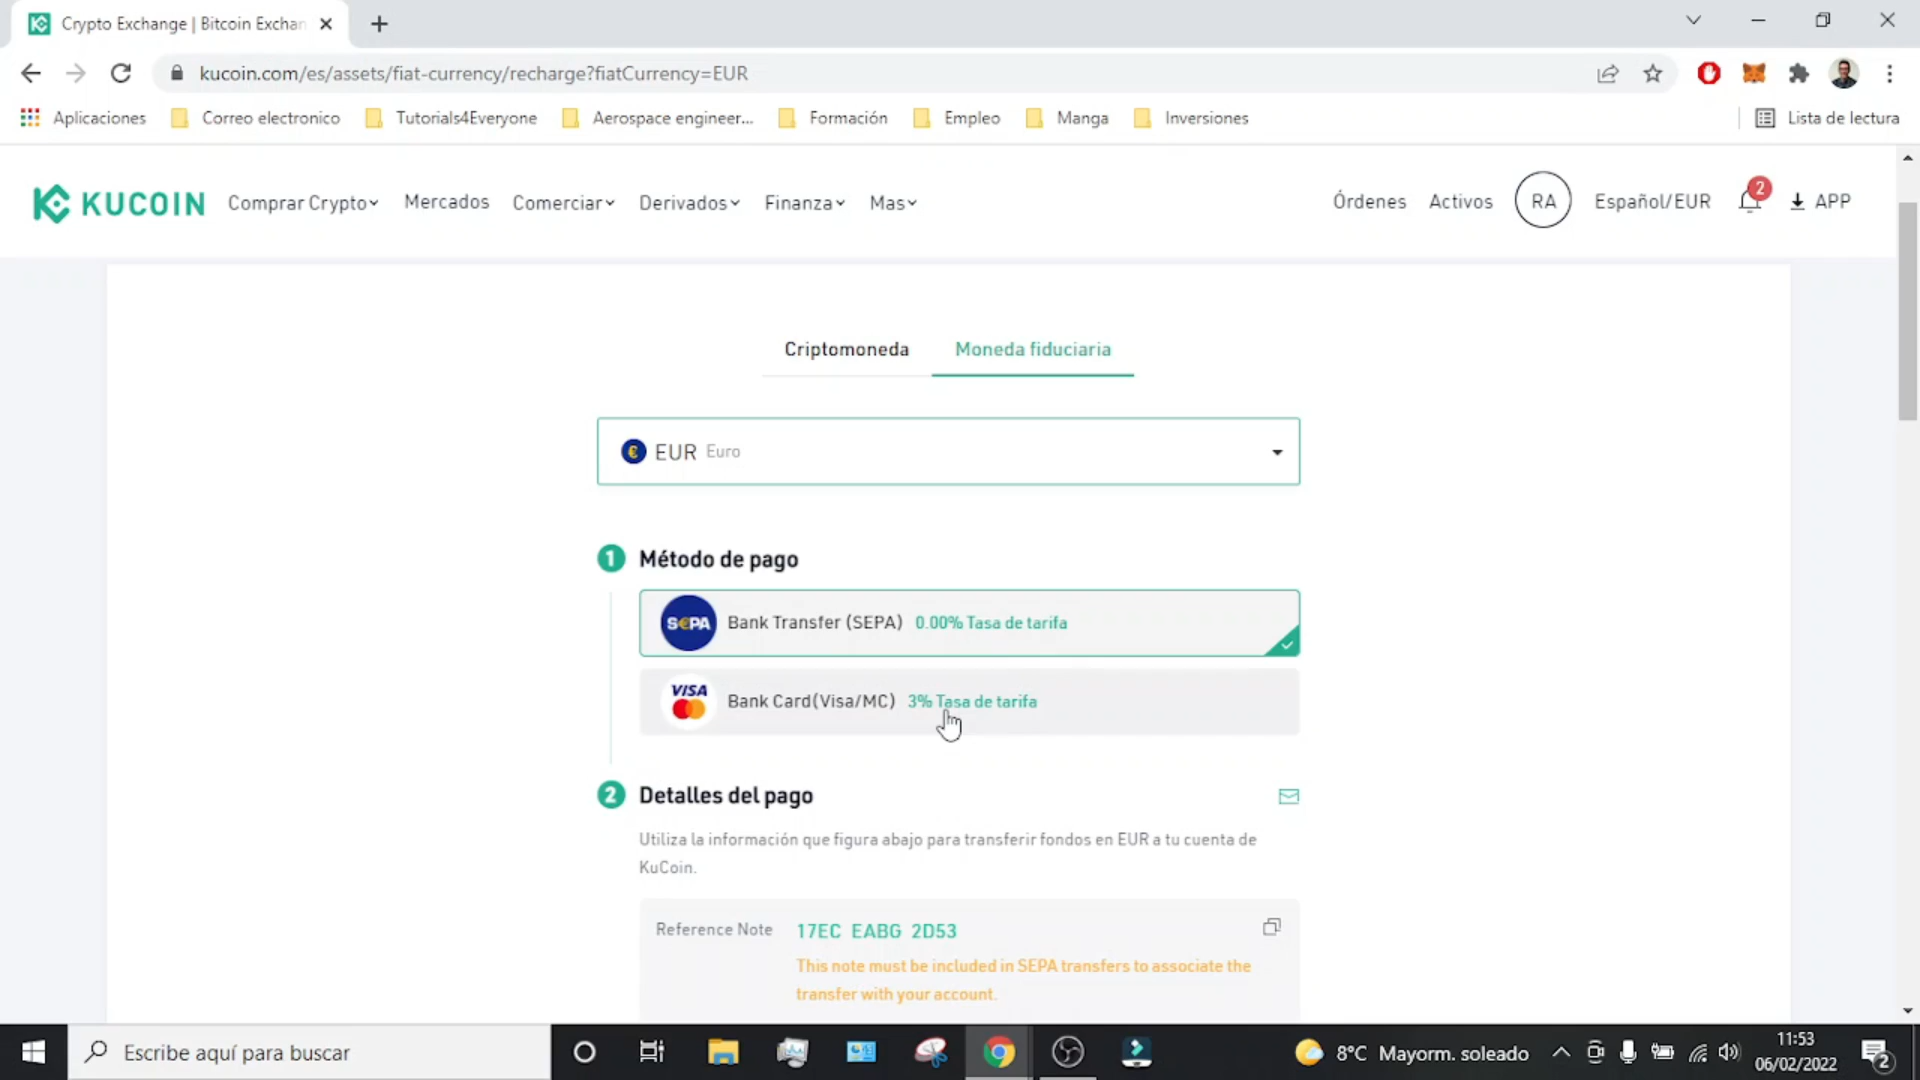 Crypto Exchange | Bitcoin Exchan
kucoin.com/es/assets/fiat-currency/recharge?fiatCurrency=EUR
Aplicaciones Correo electronico Tutorials4Everyone Aerospace engineer... Formación Empleo Manga Inversiones Lista de lectura
KUCOIN Comprar Crypto Mercados Comerciar Derivados Finanza Mas Órdenes Activos RA Español/EUR 2 APP
Criptomoneda Moneda fiduciaria
€ EUR Euro
1 Método de pago
S€PA Bank Transfer (SEPA) 0.00% Tasa de tarifa
VISA Bank Card(Visa/MC) 3% Tasa de tarifa
2 Detalles del pago
Utiliza la información que figura abajo para transferir fondos en EUR a tu cuenta de
KuCoin.
Reference Note 17EC EABG 2D53
This note must be included in SEPA transfers to associate the
transfer with your account.
Escribe aquí para buscar
8°C Mayorm. soleado
11:53
06/02/2022
2